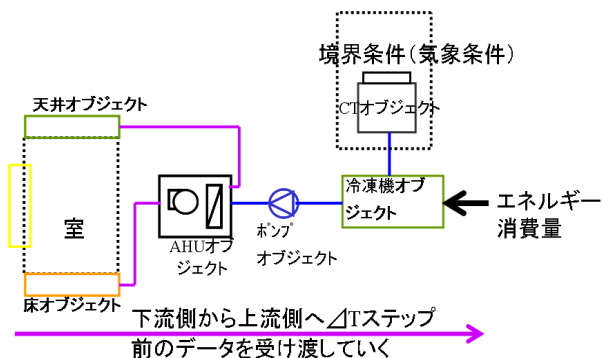 境界条件（気象条件）
天井オブジェクト
CTオブジェクト
冷凍機オブ
ジェクト
エネルギー
消費量
室
AHUオブ
ジェクト
ﾎﾟﾝﾌﾟ
オブジェクト
床オブジェクト
下流側から上流側へ⊿Tステップ
前のデータを受け渡していく